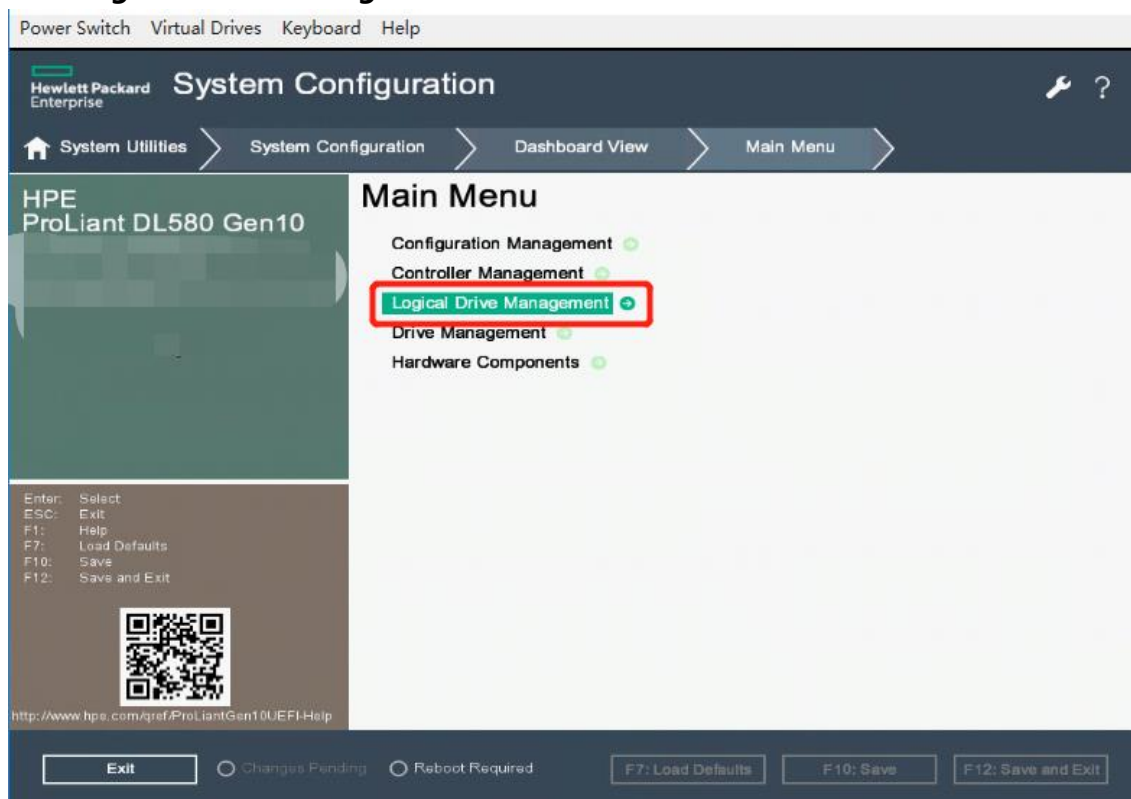 Power Switch Virtual Drives Keyboard Help
Hewlett Packard
Enterprise
System Configuration
?
System Utilities
System Configuration
Dashboard View
Main Menu
HPE
ProLiant DL580 Gen10
Main Menu
Configuration Management
Controller Management
Logical Drive Management
Drive Management
Hardware Components
Enter: Select
ESC: Exit
F1: Help
F7: Load Defaults
F10: Save
F12: Save and Exit
http://www.hpe.com/qref/ProLiantGen10UEFI-Help
Exit
Changes Pending
Reboot Required
F7: Load Defaults
F10: Save
F12: Save and Exit